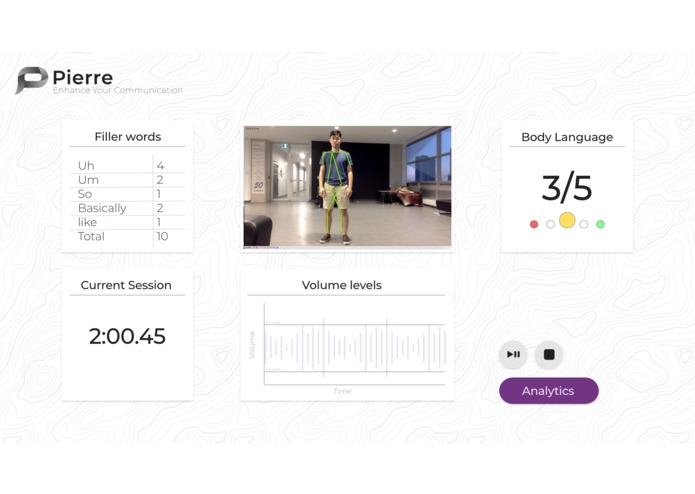 Pierre
Enhance Your Communication
Filler words
Uh 4
Um 2
So 1
Basically 2
like 1
Total 10
Body Language
3/5
Current Session
2:00.45
Volume levels
Volume
Time
Analytics